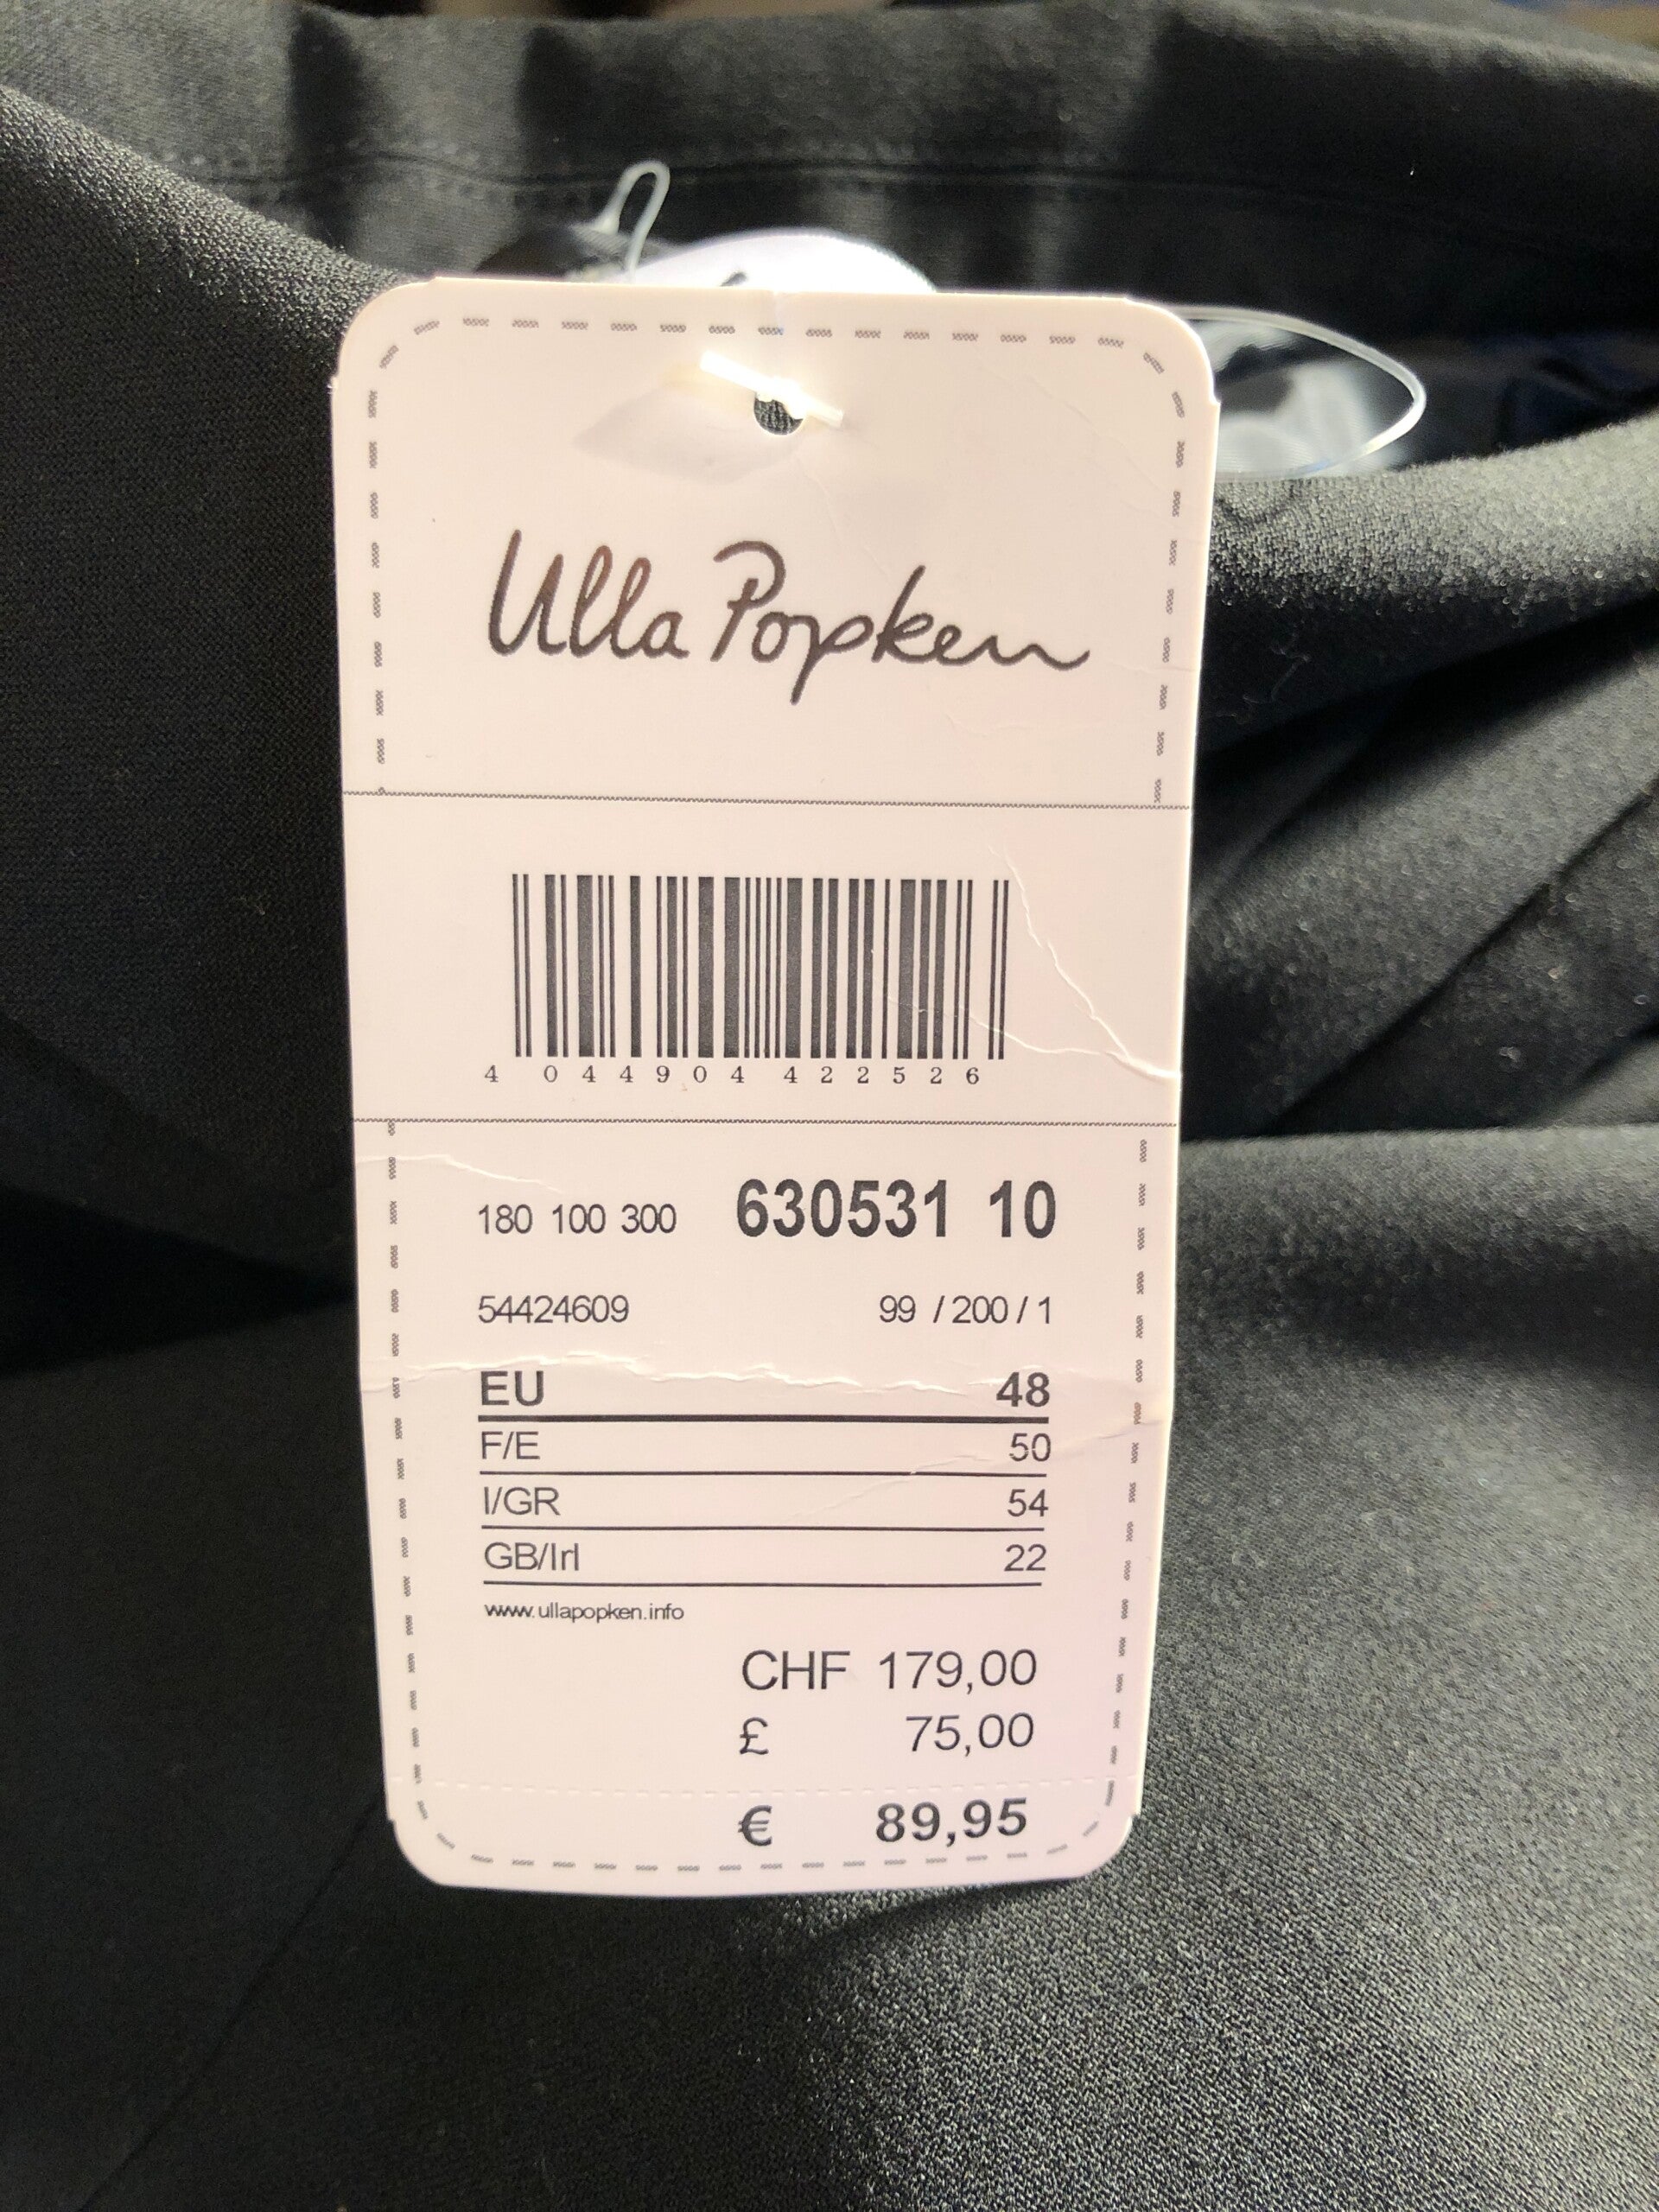 Ulla Popken
4 044904 422526
180 100 300 630531 10
54424609 99 / 200 / 1
EU 48
F/E 50
I/GR 54
GB/Irl 22
www.ullapopken.info
CHF 179,00
£ 75,00
€ 89,95